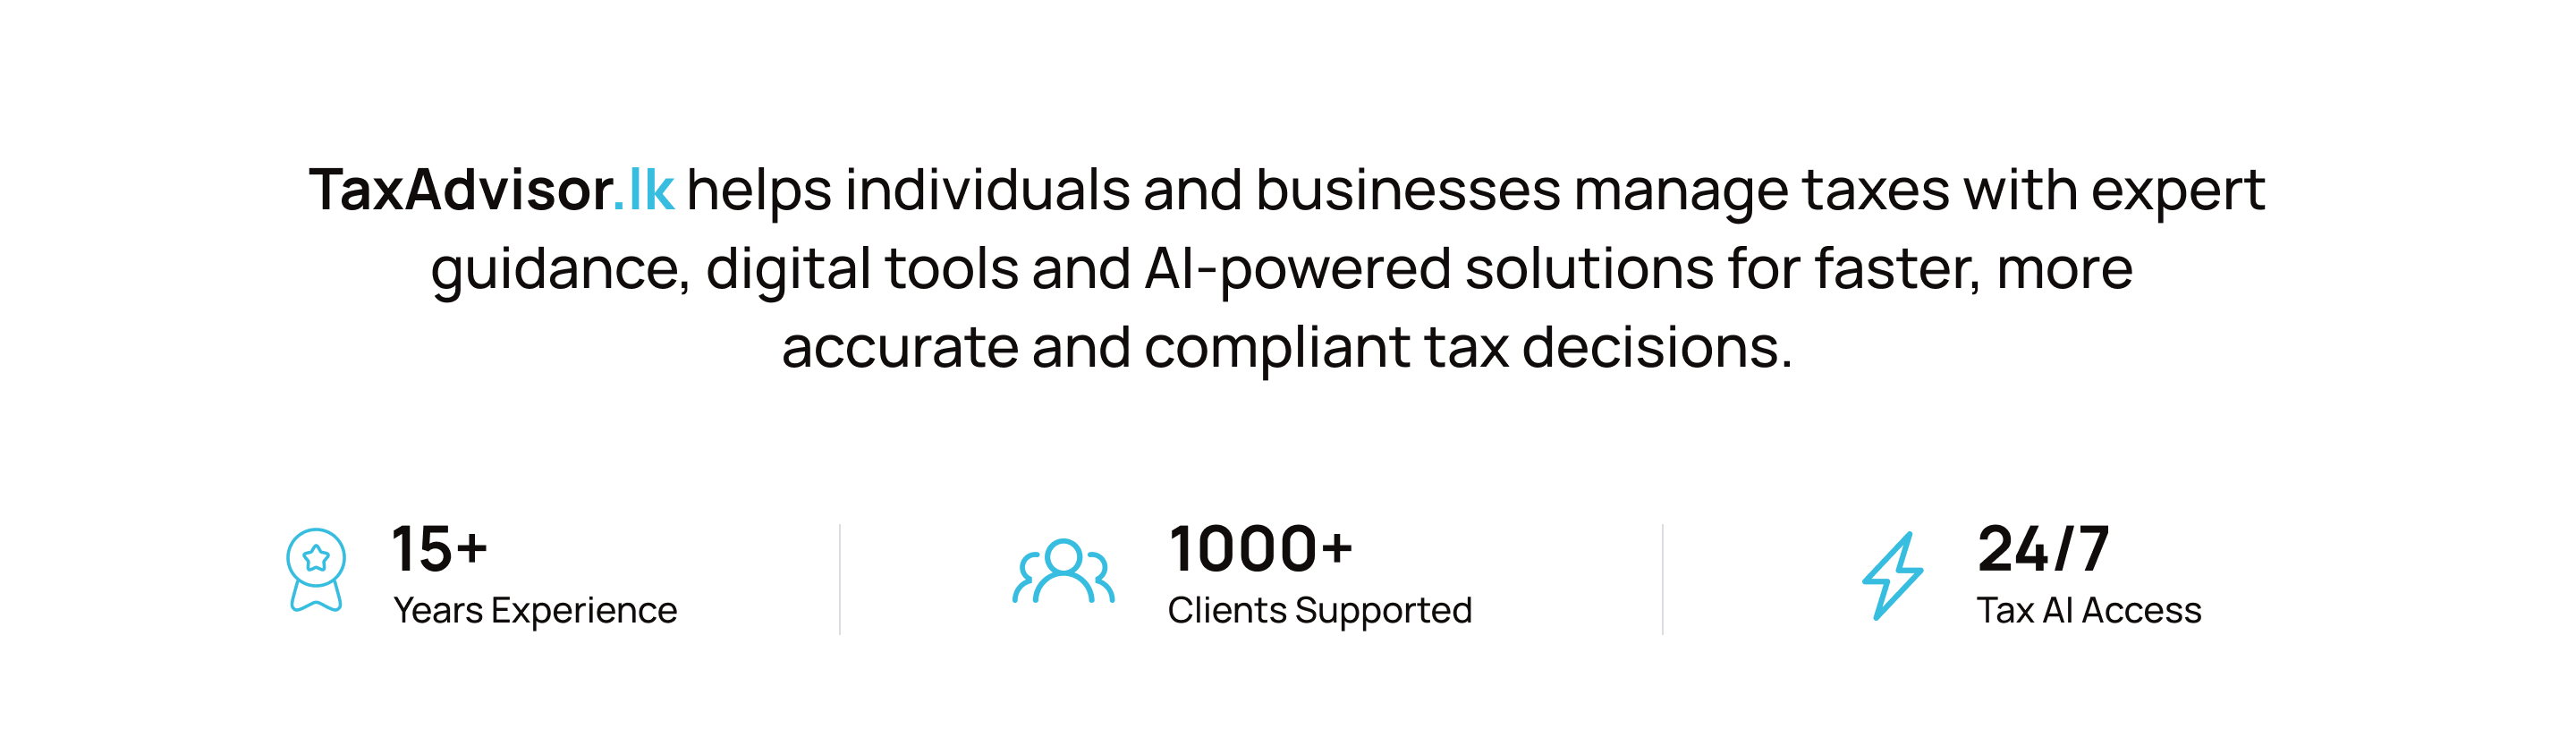 TaxAdvisor.lk helps individuals and businesses manage taxes with expert
guidance, digital tools and AI-powered solutions for faster, more
accurate and compliant tax decisions.
15+
Years Experience
1000+
Clients Supported
24/7
Tax AI Access